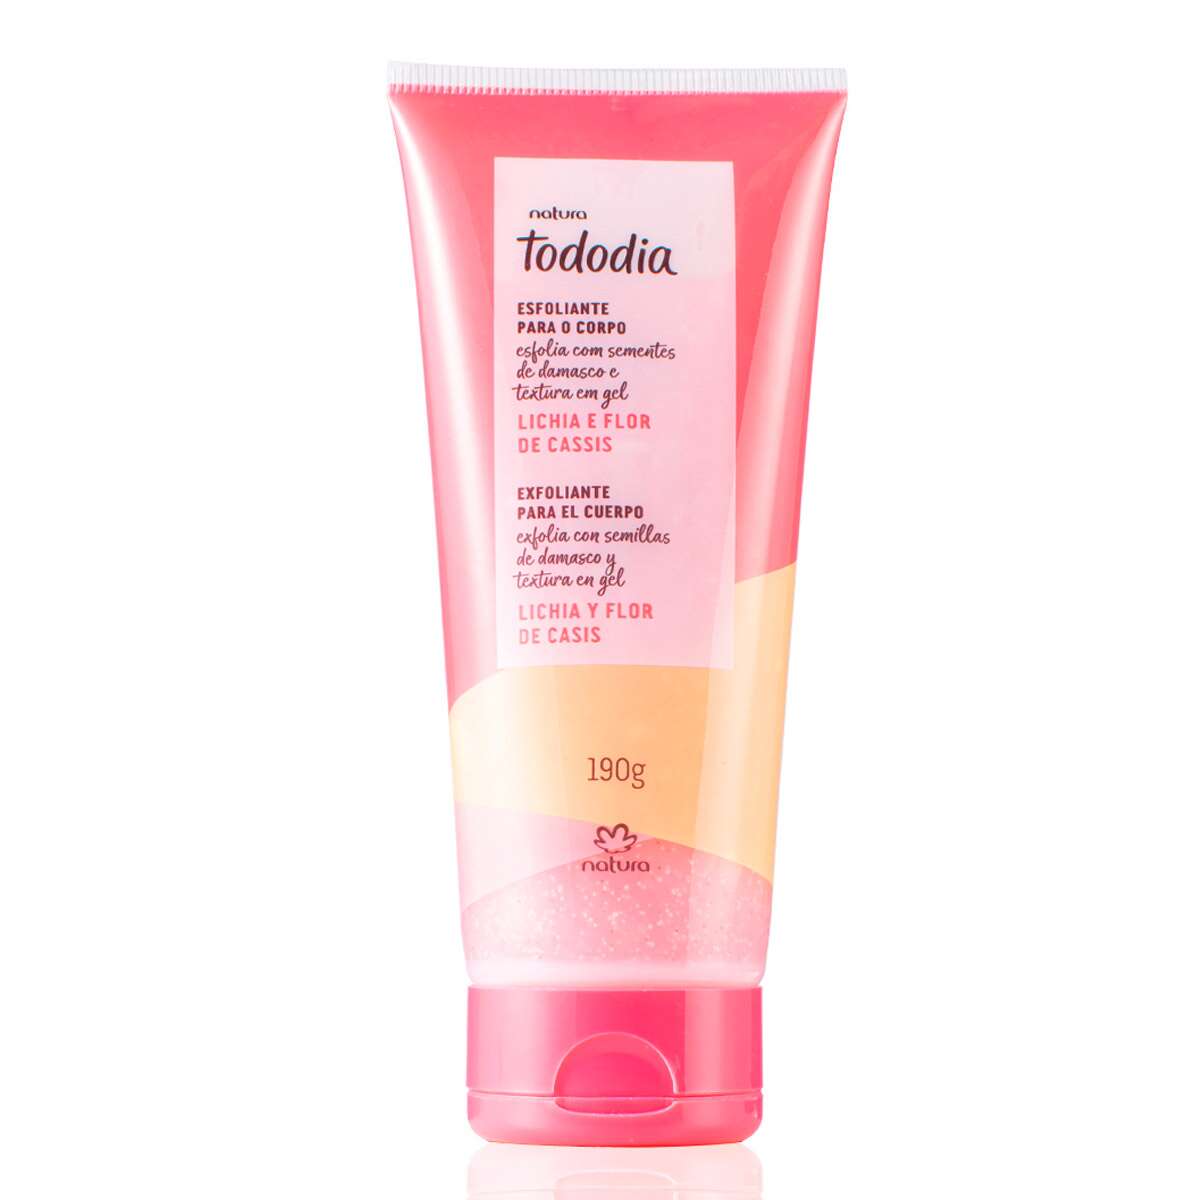 natura
Tododia
ESFOLIANTE
PARA O CORPO
esfolia com sementes
de damasco e
textura em gel
LICHIA E FLOR
DE CASSIS
EXFOLIANTE
PARA EL CUERPO
exfolia con semillas
de damasco y
textura en gel
LICHIA Y FLOR
DE CASIS
190g
natura